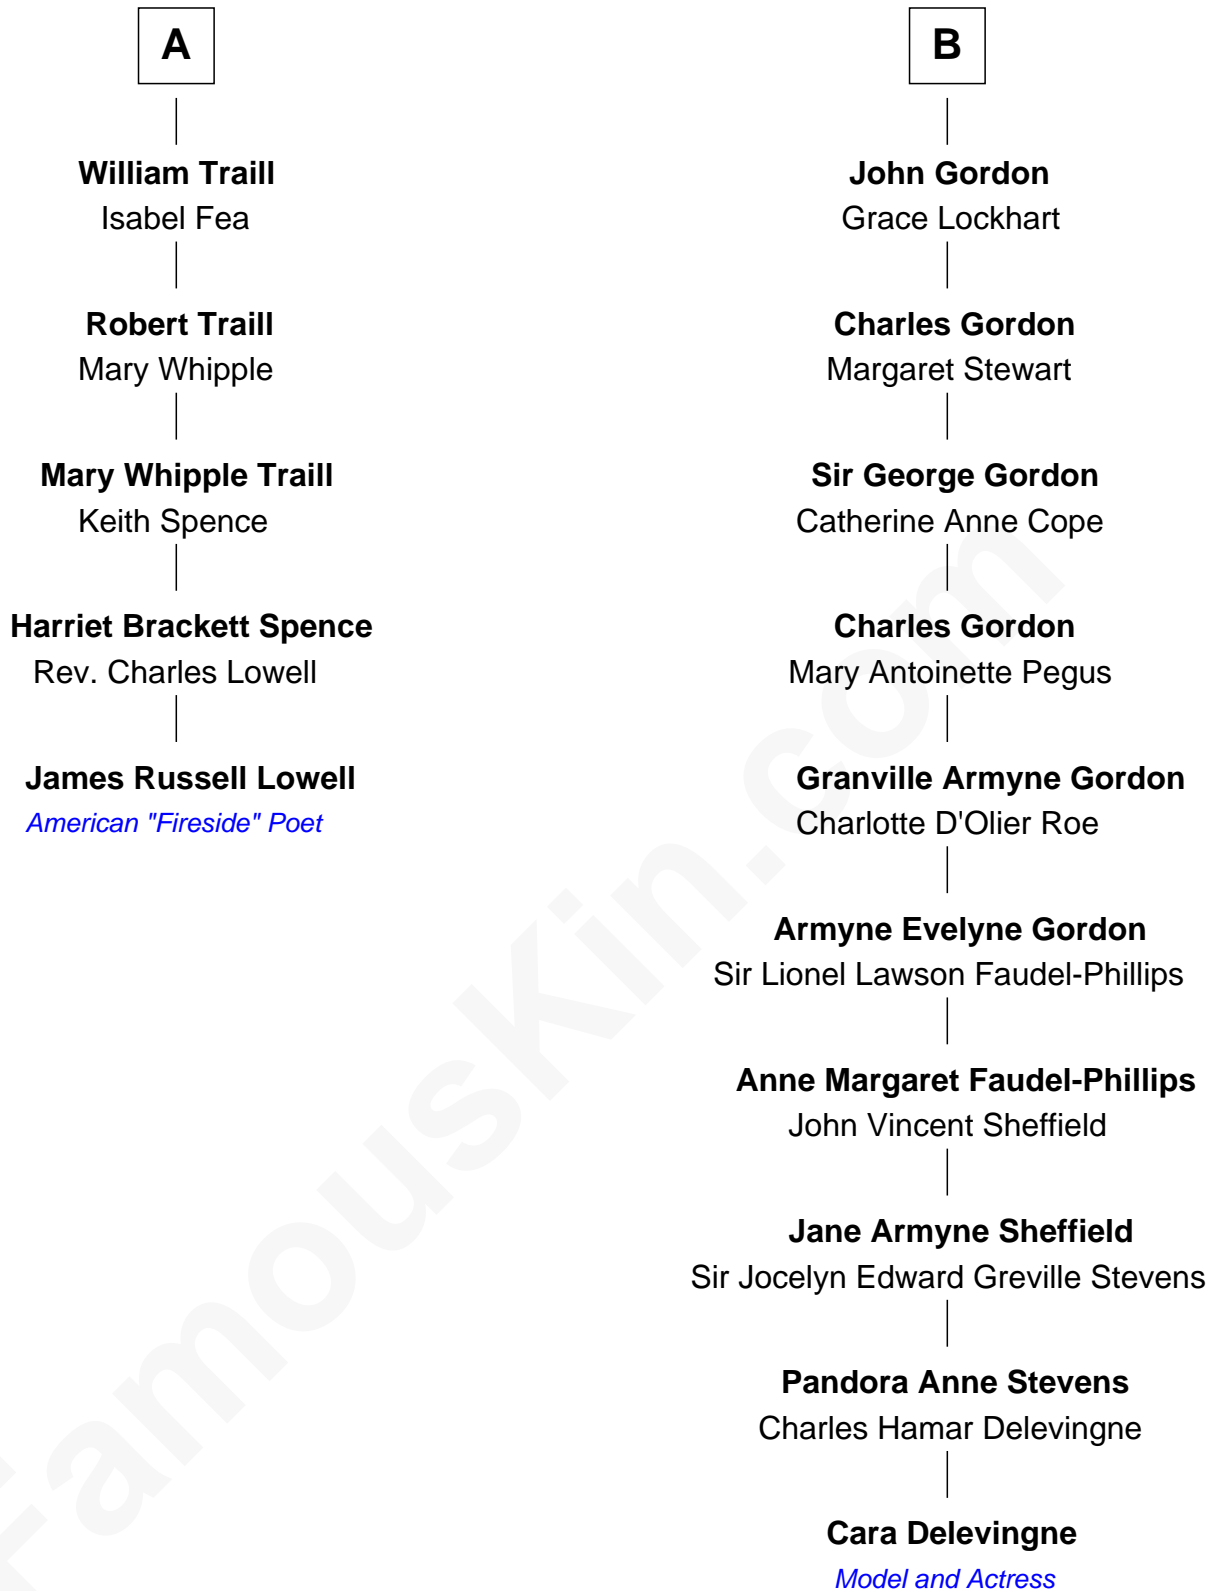 A
William Traill
Isabel Fea
Robert Traill
Mary Whipple
Mary Whipple Traill
Keith Spence
Harriet Brackett Spence
Rev. Charles Lowell
James Russell Lowell
American "Fireside" Poet
B
John Gordon
Grace Lockhart
Charles Gordon
Margaret Stewart
Sir George Gordon
Catherine Anne Cope
Charles Gordon
Mary Antoinette Pegus
Granville Armyne Gordon
Charlotte D'Olier Roe
Armyne Evelyne Gordon
Sir Lionel Lawson Faudel-Phillips
Anne Margaret Faudel-Phillips
John Vincent Sheffield
Jane Armyne Sheffield
Sir Jocelyn Edward Greville Stevens
Pandora Anne Stevens
Charles Hamar Delevingne
Cara Delevingne
Model and Actress
FamousKin.com